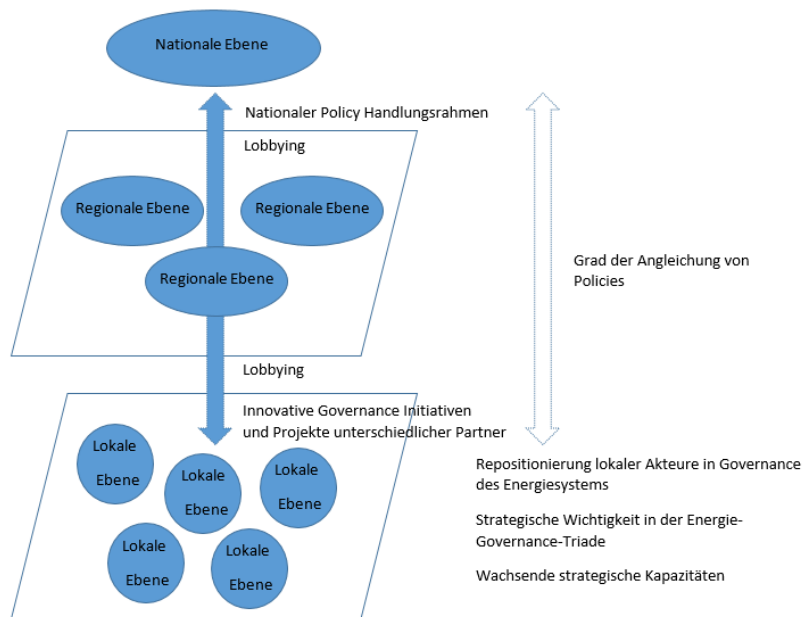 Nationale Ebene
Nationaler Policy Handlungsrahmen
Lobbying
Regionale Ebene
Regionale Ebene
Regionale Ebene
Grad der Angleichung von
Policies
Lobbying
Innovative Governance Initiativen
und Projekte unterschiedlicher Partner
Lokale
Ebene
Lokale
Ebene
Lokale
Ebene
Lokale
Ebene
Lokale
Ebene
Repositionierung lokaler Akteure in Governance
des Energiesystems
Strategische Wichtigkeit in der Energie-
Governance-Triade
Wachsende strategische Kapazitäten